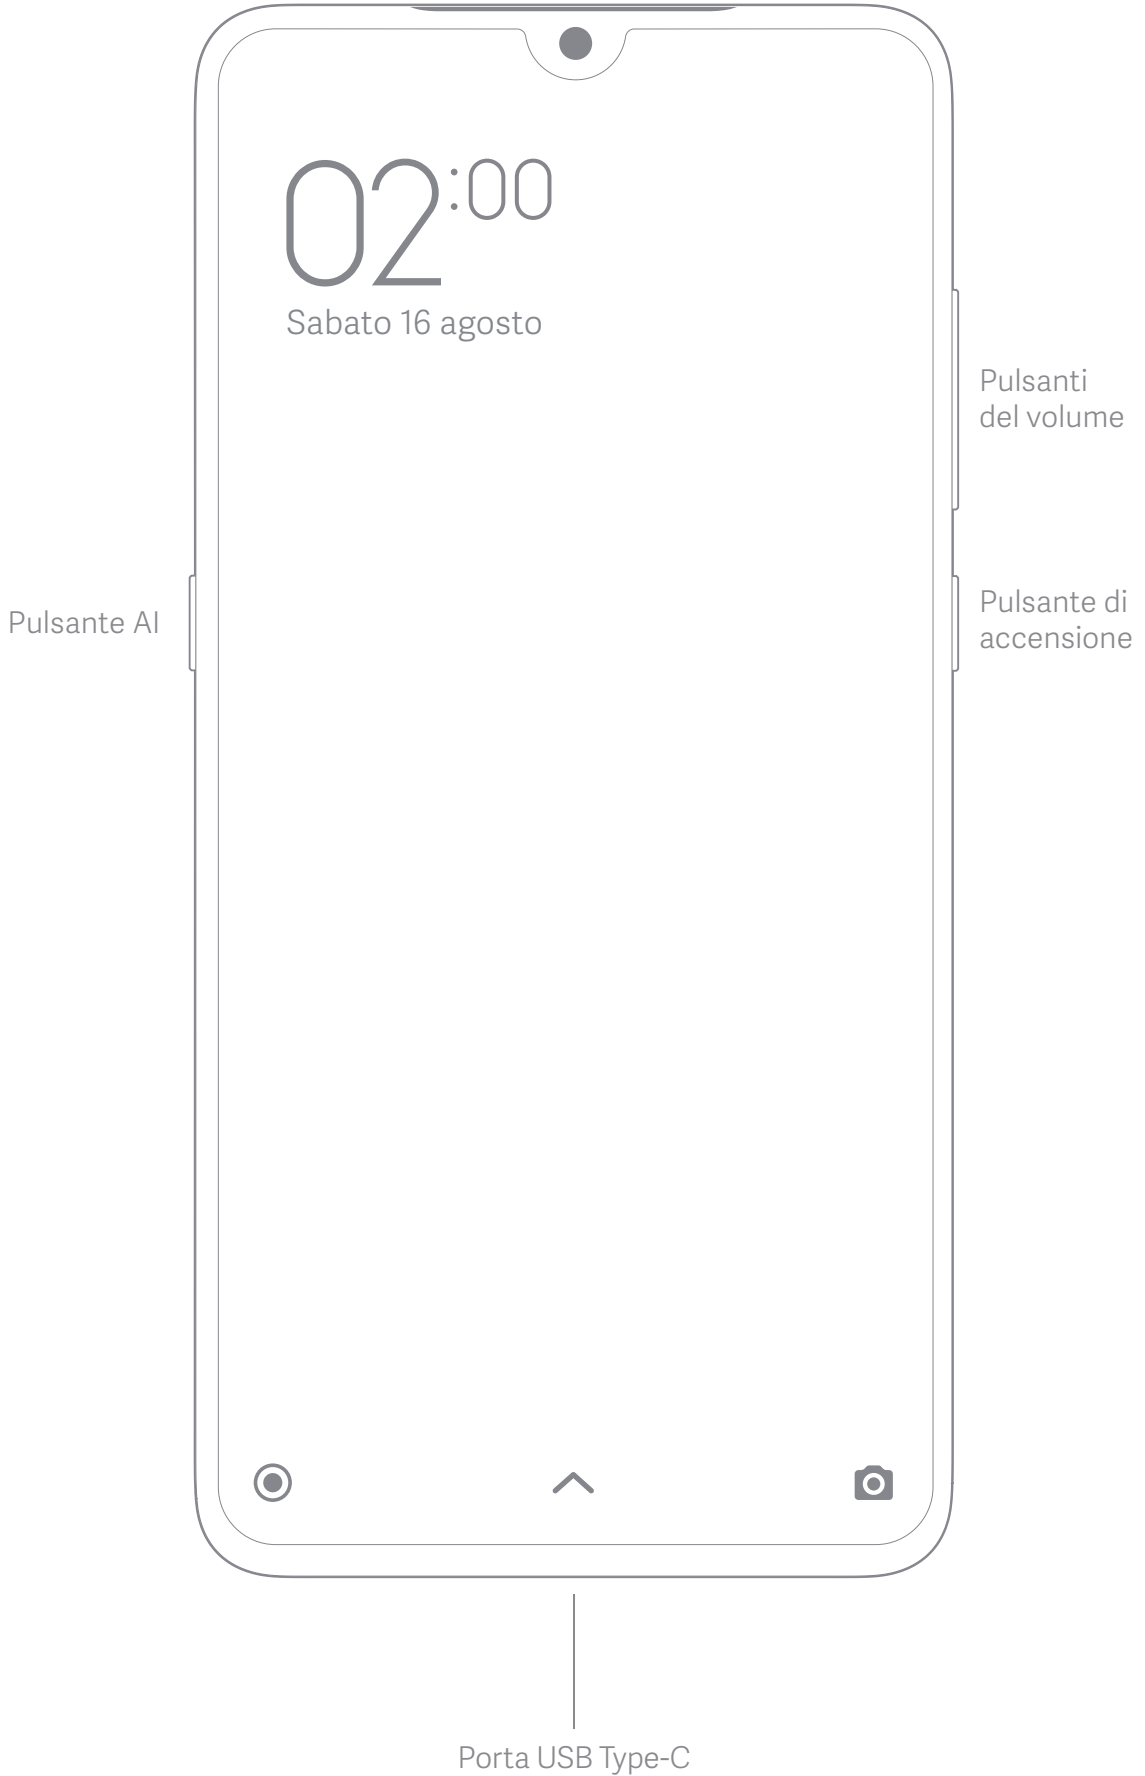 02:00
Sabato 16 agosto
Pulsanti
del volume
Pulsante AI
Pulsante di
accensione
Porta USB Type-C